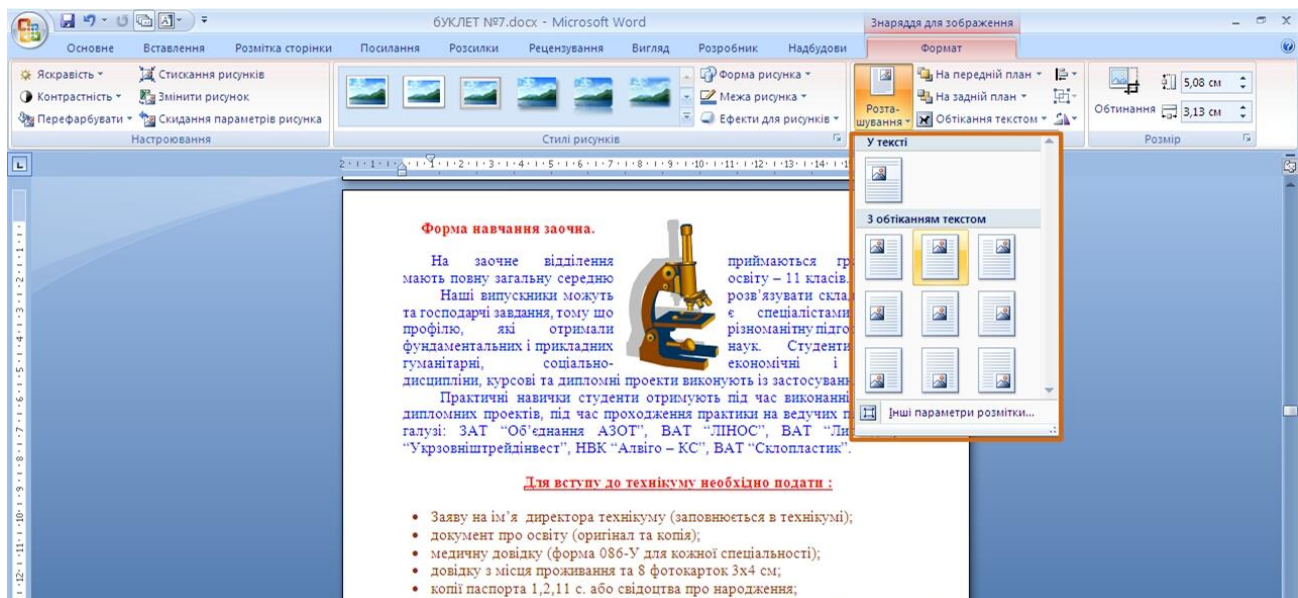 бУКЛЕТ №7.docx - Microsoft Word
Знаряддя для зображення
Основне Вставлення Розмітка сторінки Посилання Розсилки Рецензування Вигляд Розробник Надбудови Формат
Яскравість
Контрастність
Перефарбувати
Стискання рисунків
Змінити рисунок
Скидання параметрів рисунка
Настроювання
Стилі рисунків
Форма рисунка
Межа рисунка
Ефекти для рисунків
Розта-
шування
На передній план
На задній план
Обтікання текстом
Обтинання
5,08 см
3,13 см
Розмір
У тексті
З обтіканням текстом
Інші параметри розмітки...
Форма навчання заочна.
На заочне відділення приймаються гр
мають повну загальну середню освіту – 11 класів.
Наші випускники можуть розв'язувати скла
та господарчі завдання, тому що є спеціалістами
профілю, які отримали різноманітну підго
фундаментальних і прикладних наук. Студенти
гуманітарні, соціально- економічні і
дисципліни, курсові та дипломні проекти виконують із застосуван
Практичні навички студенти отримують під час виконанні
дипломних проектів, під час проходження практики на ведучих п
галузі: ЗАТ “Об’єднання АЗОТ”, ВАТ “ЛІНОС”, ВАТ “Ли
“Укрзовніштрейдінвест”, НВК “Алвіго – КС”, ВАТ “Склопластик”.
Для вступу до технікуму необхідно подати :
• Заяву на ім’я директора технікуму (заповнюється в технікумі);
• документ про освіту (оригінал та копія);
• медичну довідку (форма 086-У для кожної спеціальності);
• довідку з місця проживання та 8 фотокарток 3х4 см;
• копії паспорта 1,2,11 с. або свідоцтва про народження;